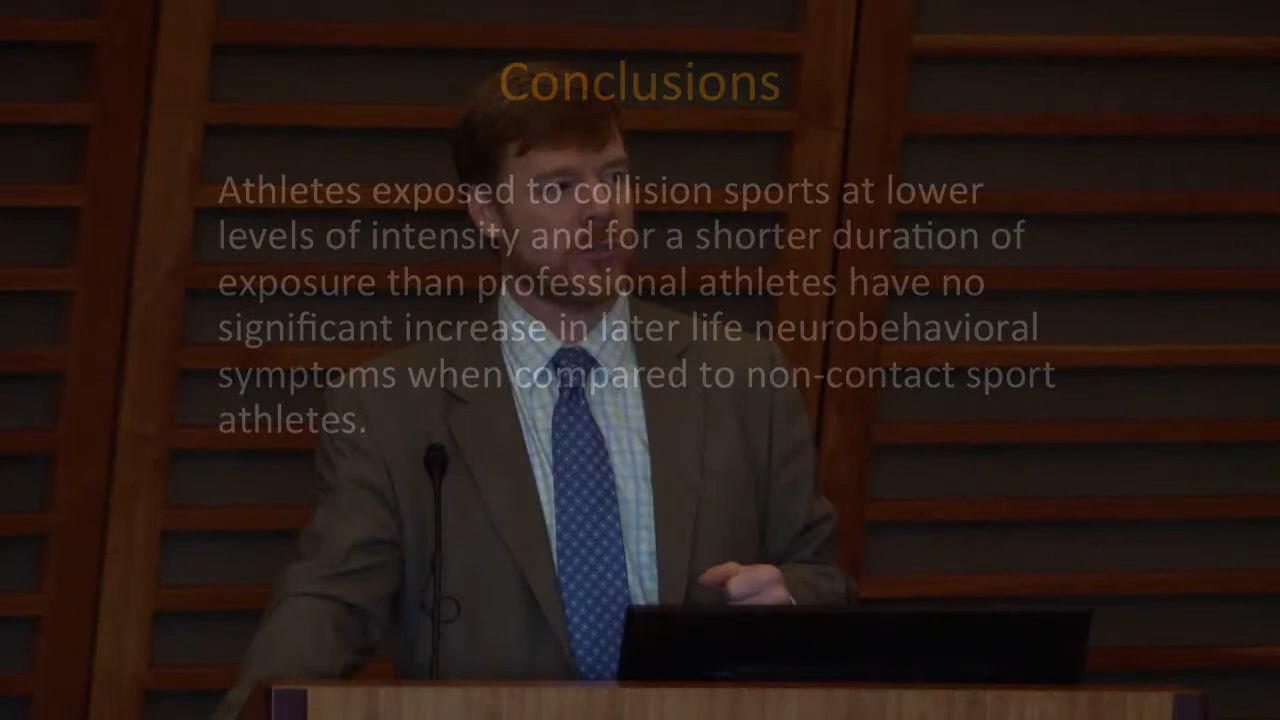 Conclusions
Athletes exposed to collision sports at lower
levels of intensity and for a shorter duration of
exposure than professional athletes have no
significant increase in later life neurobehavioral
symptoms when compared to non-contact sport
athletes.